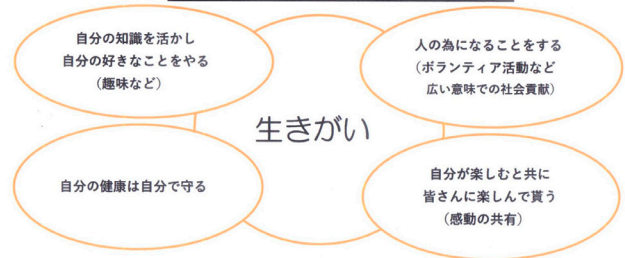 自分の知識を活かし
自分の好きなことをやる
（趣味など）
人の為になることをする
（ボランティア活動など
広い意味での社会貢献）
生きがい
自分の健康は自分で守る
自分が楽しむと共に
皆さんに楽しんで貰う
（感動の共有）